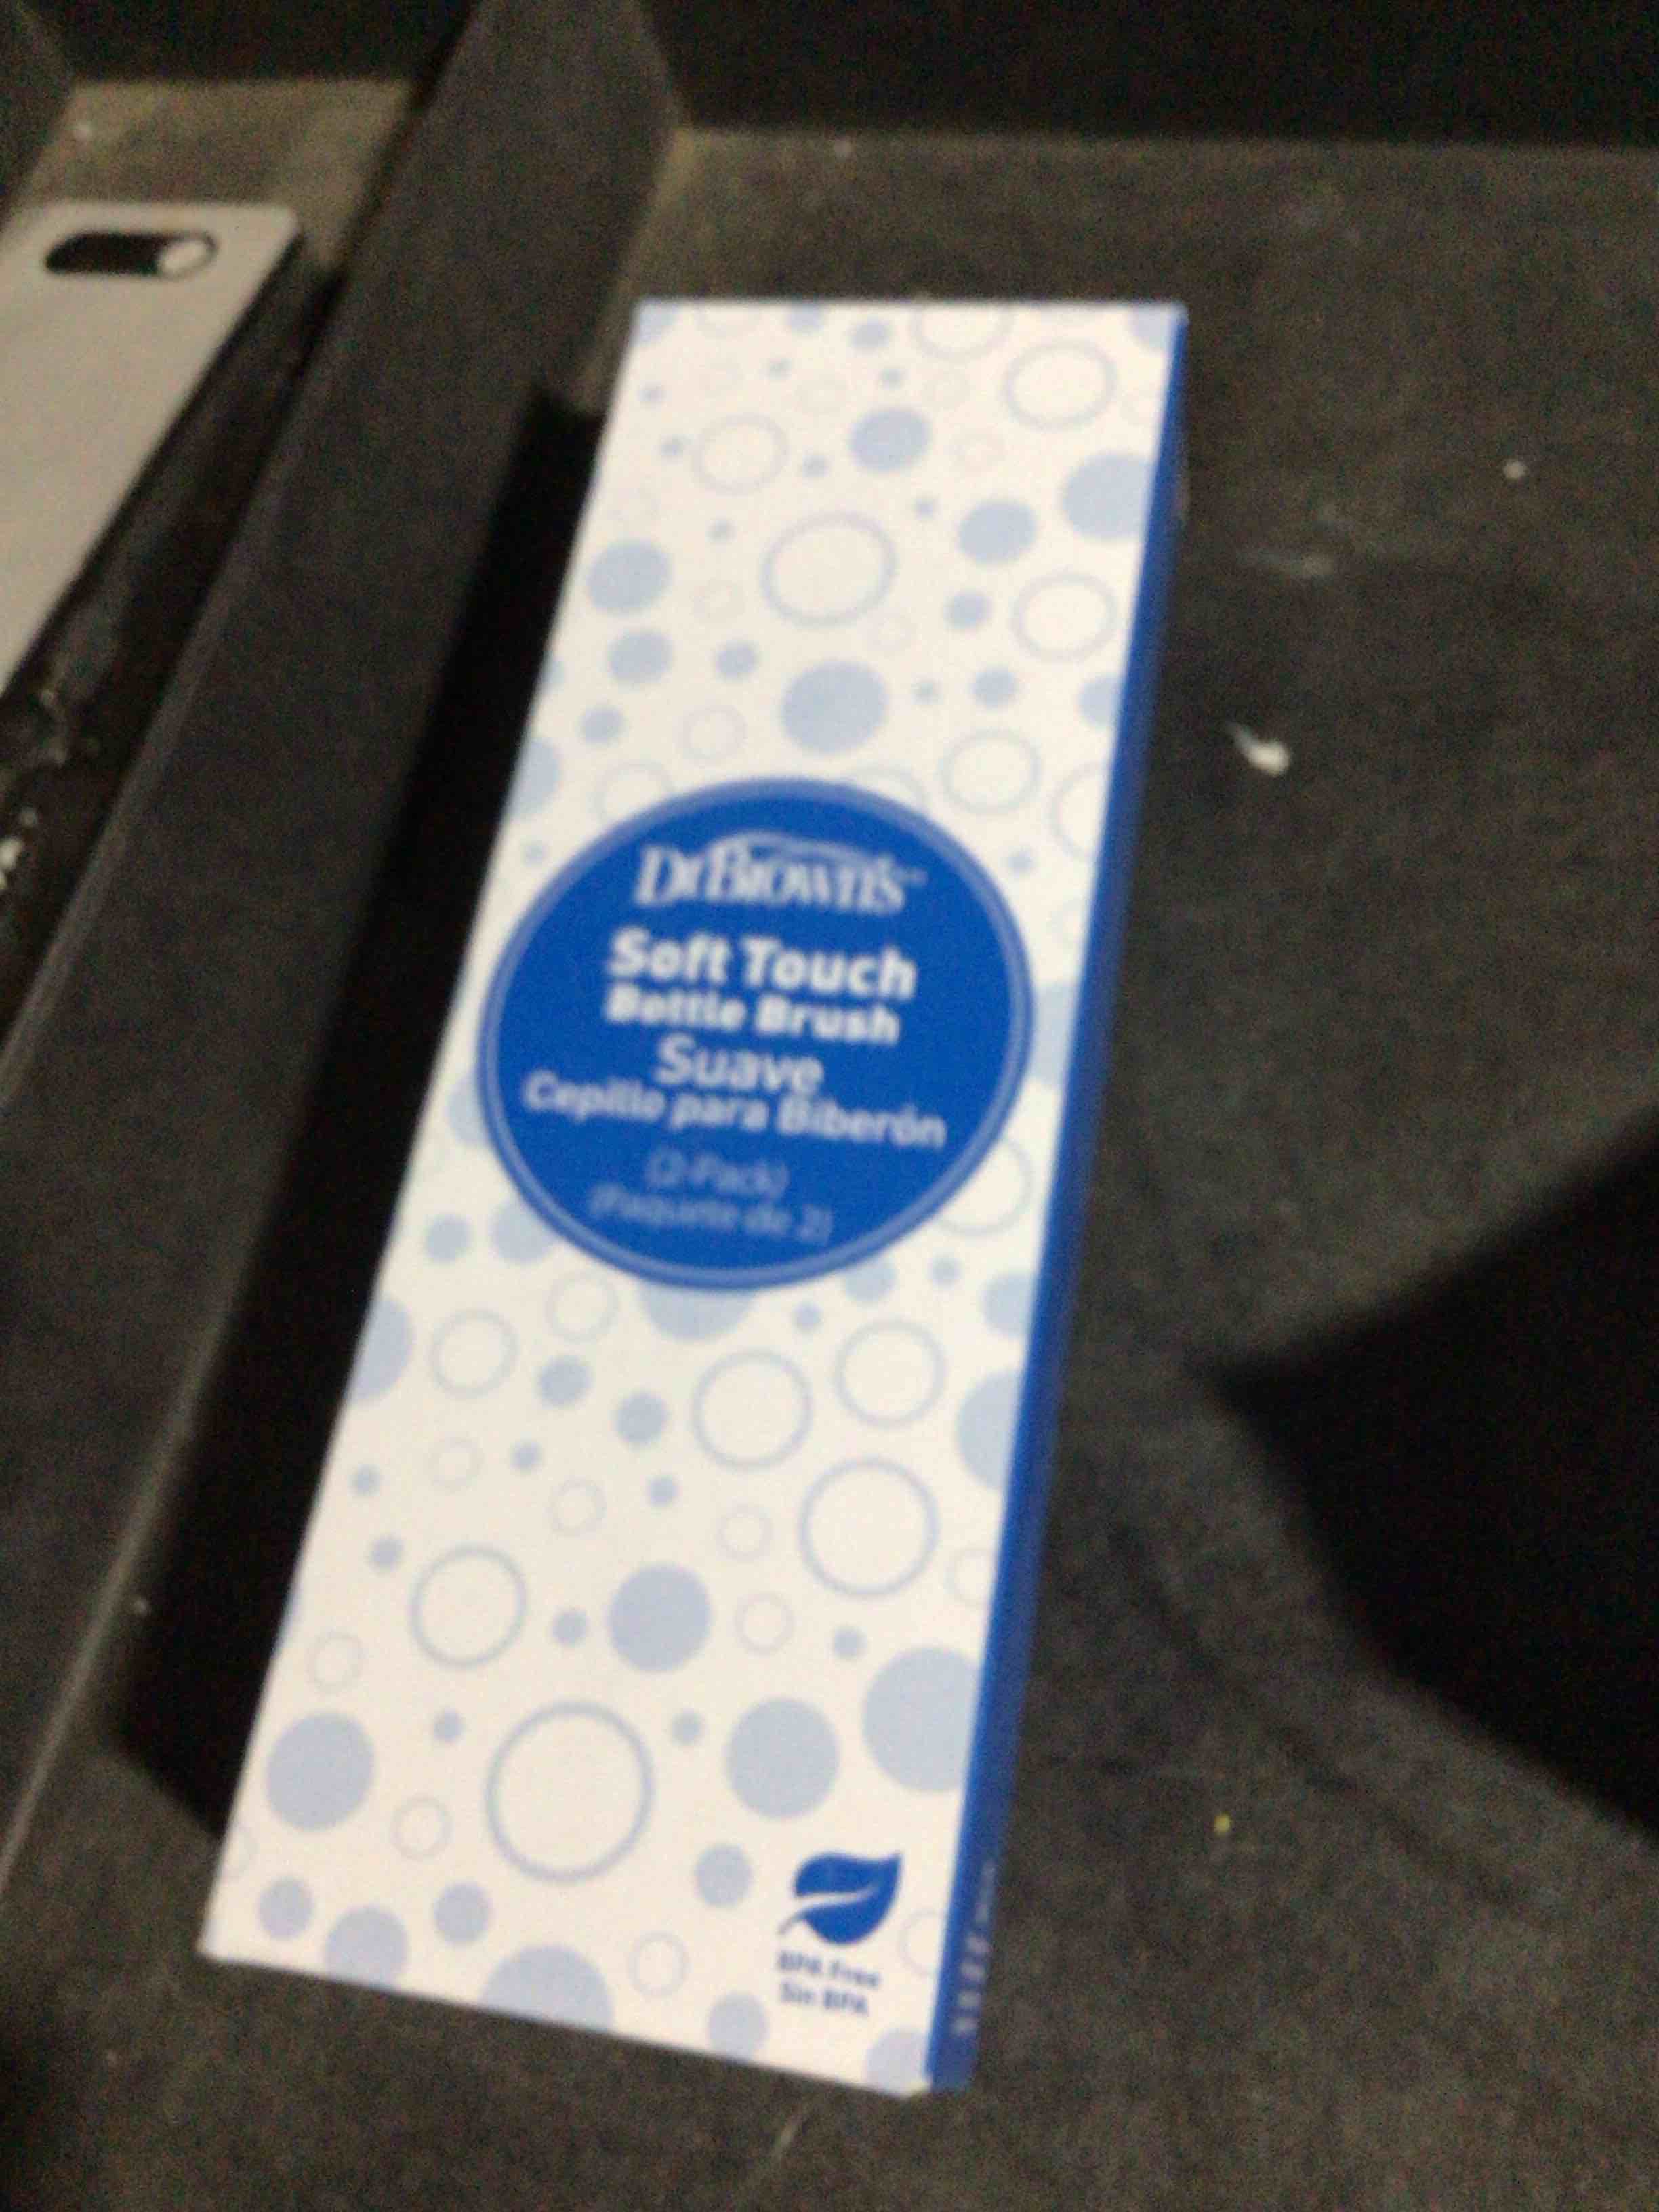 Dr Brown's™
Soft Touch
Bottle Brush
Suave
Cepillo para Biberón
(2-Pack)
(Paquete de 2)
BPA Free
Sin BPA